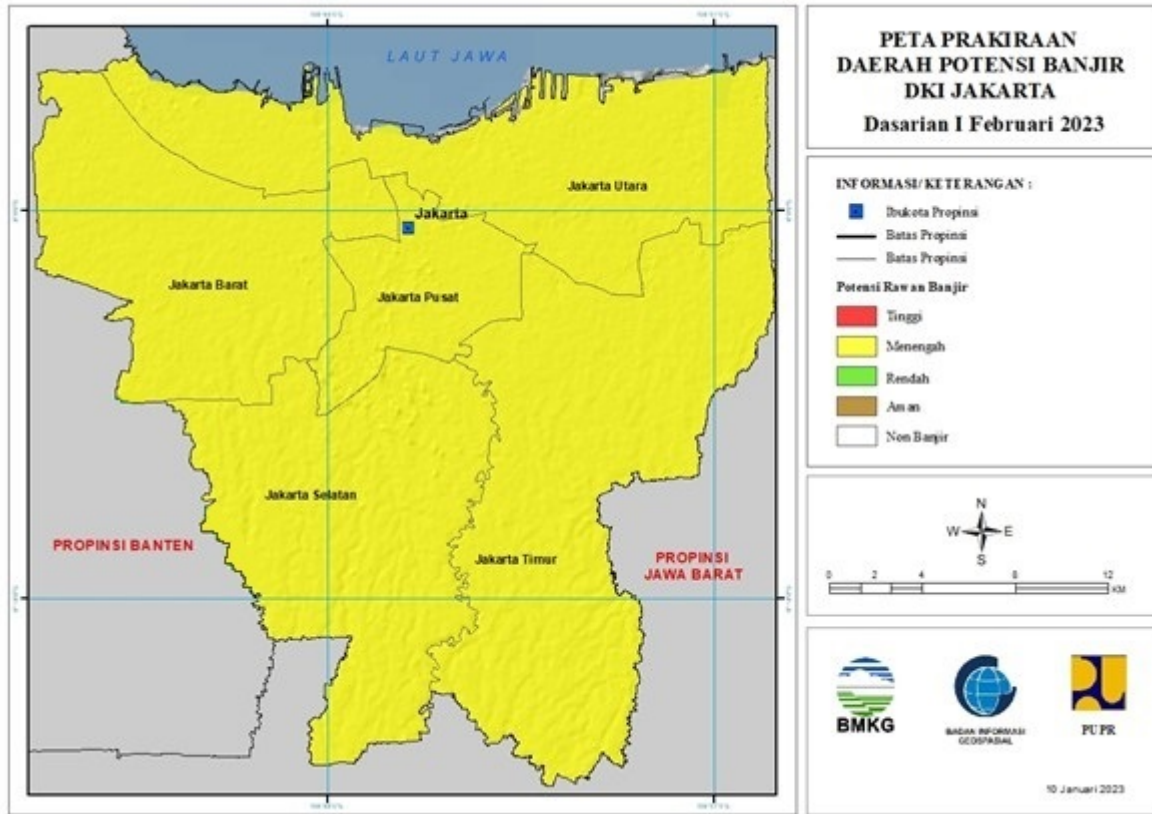 LAUT JAWA
Jakarta Utara
Jakarta
Jakarta Barat
Jakarta Pusat
Jakarta Selatan
PROPINSI BANTEN
Jakarta Timur
PROPINSI
JAWA BARAT
PETA PRAKIRAAN
DAERAH POTENSI BANJIR
DKI JAKARTA
Dasarian I Februari 2023
INFORMASI/KETERANGAN :
Ibukota Propinsi
Batas Propinsi
Batas Propinsi
Potensi Rawan Banjir
Tinggi
Menengah
Rendah
Aman
Non Banjir
N
W E
S
0 2 4 8 12
KM
BMKG
BADAN INFORMASI
GEOSPASIAL
PUPR
10 Januari 2023